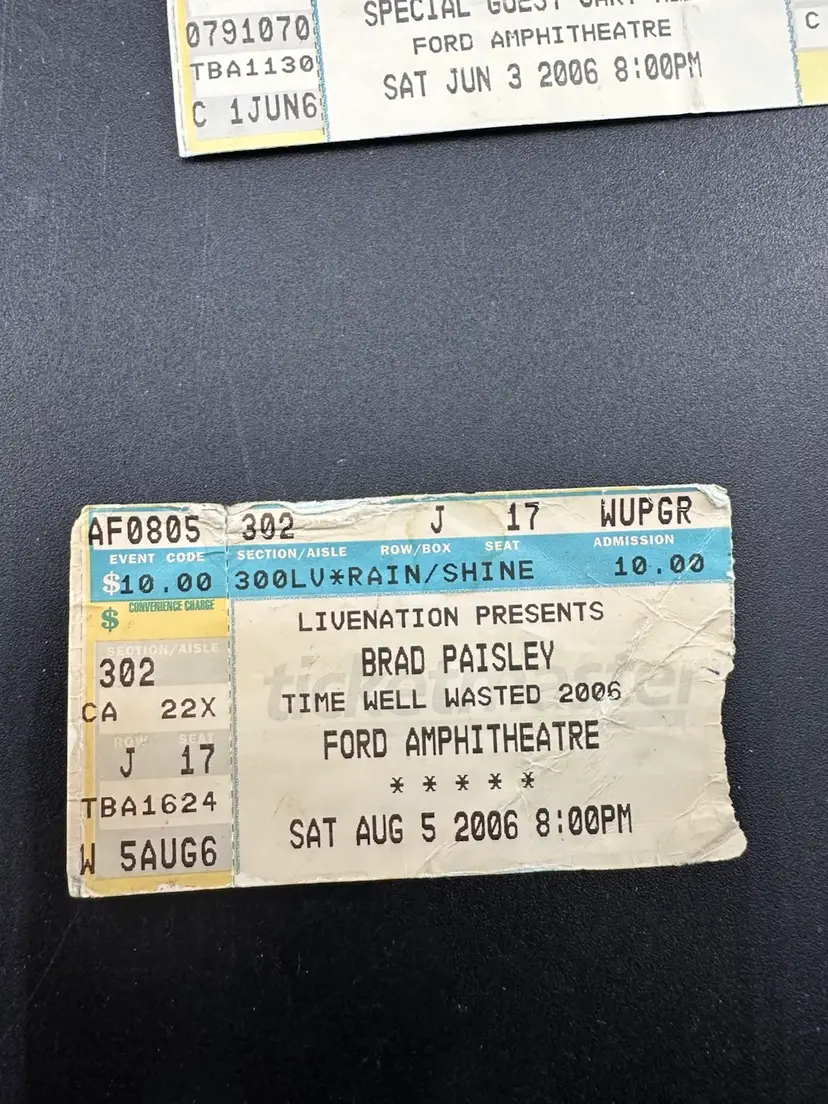 0791070
TBA1130
C 1JUN6
SPECIAL GUEST
FORD AMPHITHEATRE
SAT JUN 3 2006 8:00PM
C
AF0805 302 J 17 WUPGR
EVENT CODE SECTION/AISLE ROW/BOX SEAT ADMISSION
$10.00 300LV*RAIN/SHINE 10.00
$ CONVENIENCE CHARGE
SECTION/AISLE
302
CA 22X
ROW SEAT
J 17
TBA1624
W 5AUG6
LIVENATION PRESENTS
BRAD PAISLEY
ticketmaster
TIME WELL WASTED 2006
FORD AMPHITHEATRE
* * * * *
SAT AUG 5 2006 8:00PM